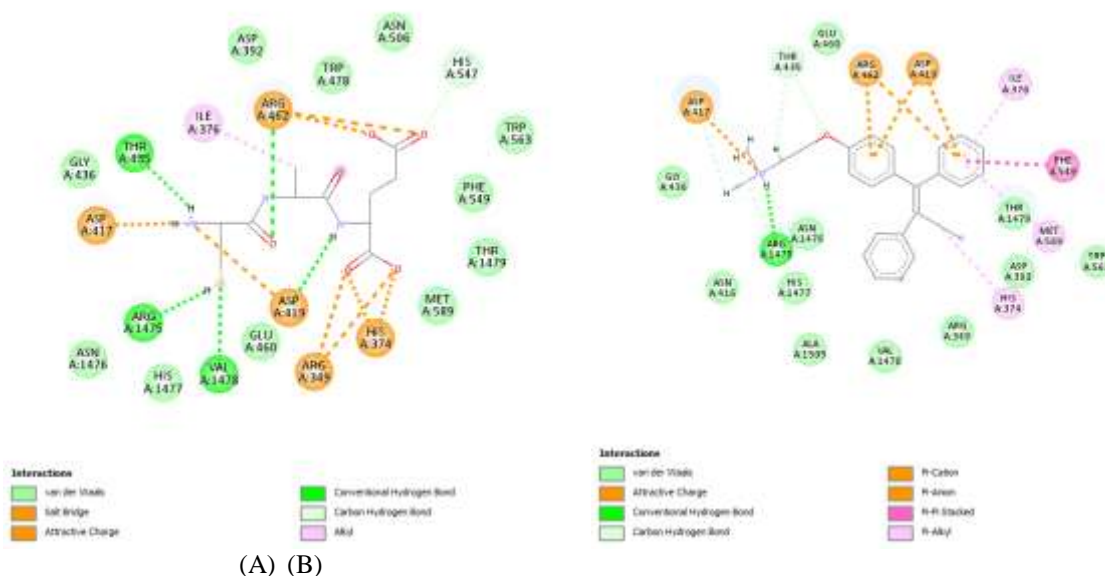 ASN
A:506
ASP
A:392
TRP
A:478
HIS
A:547
ARG
A:462
ILE
A:376
TRP
A:563
THR
A:435
GLY
A:436
PHE
A:549
ASP
A:417
THR
A:1479
ASP
A:419
MET
A:589
ARG
A:1475
GLU
A:460
HIS
A:374
ASN
A:1476
HIS
A:1477
VAL
A:1478
ARG
A:349
H
H
H
H
O
O
O
O
O
Interactions
van der Waals
Salt Bridge
Attractive Charge
Conventional Hydrogen Bond
Carbon Hydrogen Bond
Alkyl
GLU
A:460
THR
A:435
ARG
A:462
ASP
A:419
ILE
A:376
ASP
A:417
PHE
A:549
GLY
A:436
THR
A:1479
ASN
A:1476
ARG
A:1475
MET
A:589
TRP
ASN
A:416
HIS
A:1477
ASP
HIS
A:374
ARG
A:349
ALA
A:1509
VAL
A:1478
H
H
H
H
H
O
Interactions
van der Waals
Attractive Charge
Conventional Hydrogen Bond
Carbon Hydrogen Bond
Pi-Cation
Pi-Anion
Pi-Pi Stacked
Pi-Alkyl
(A) (B)